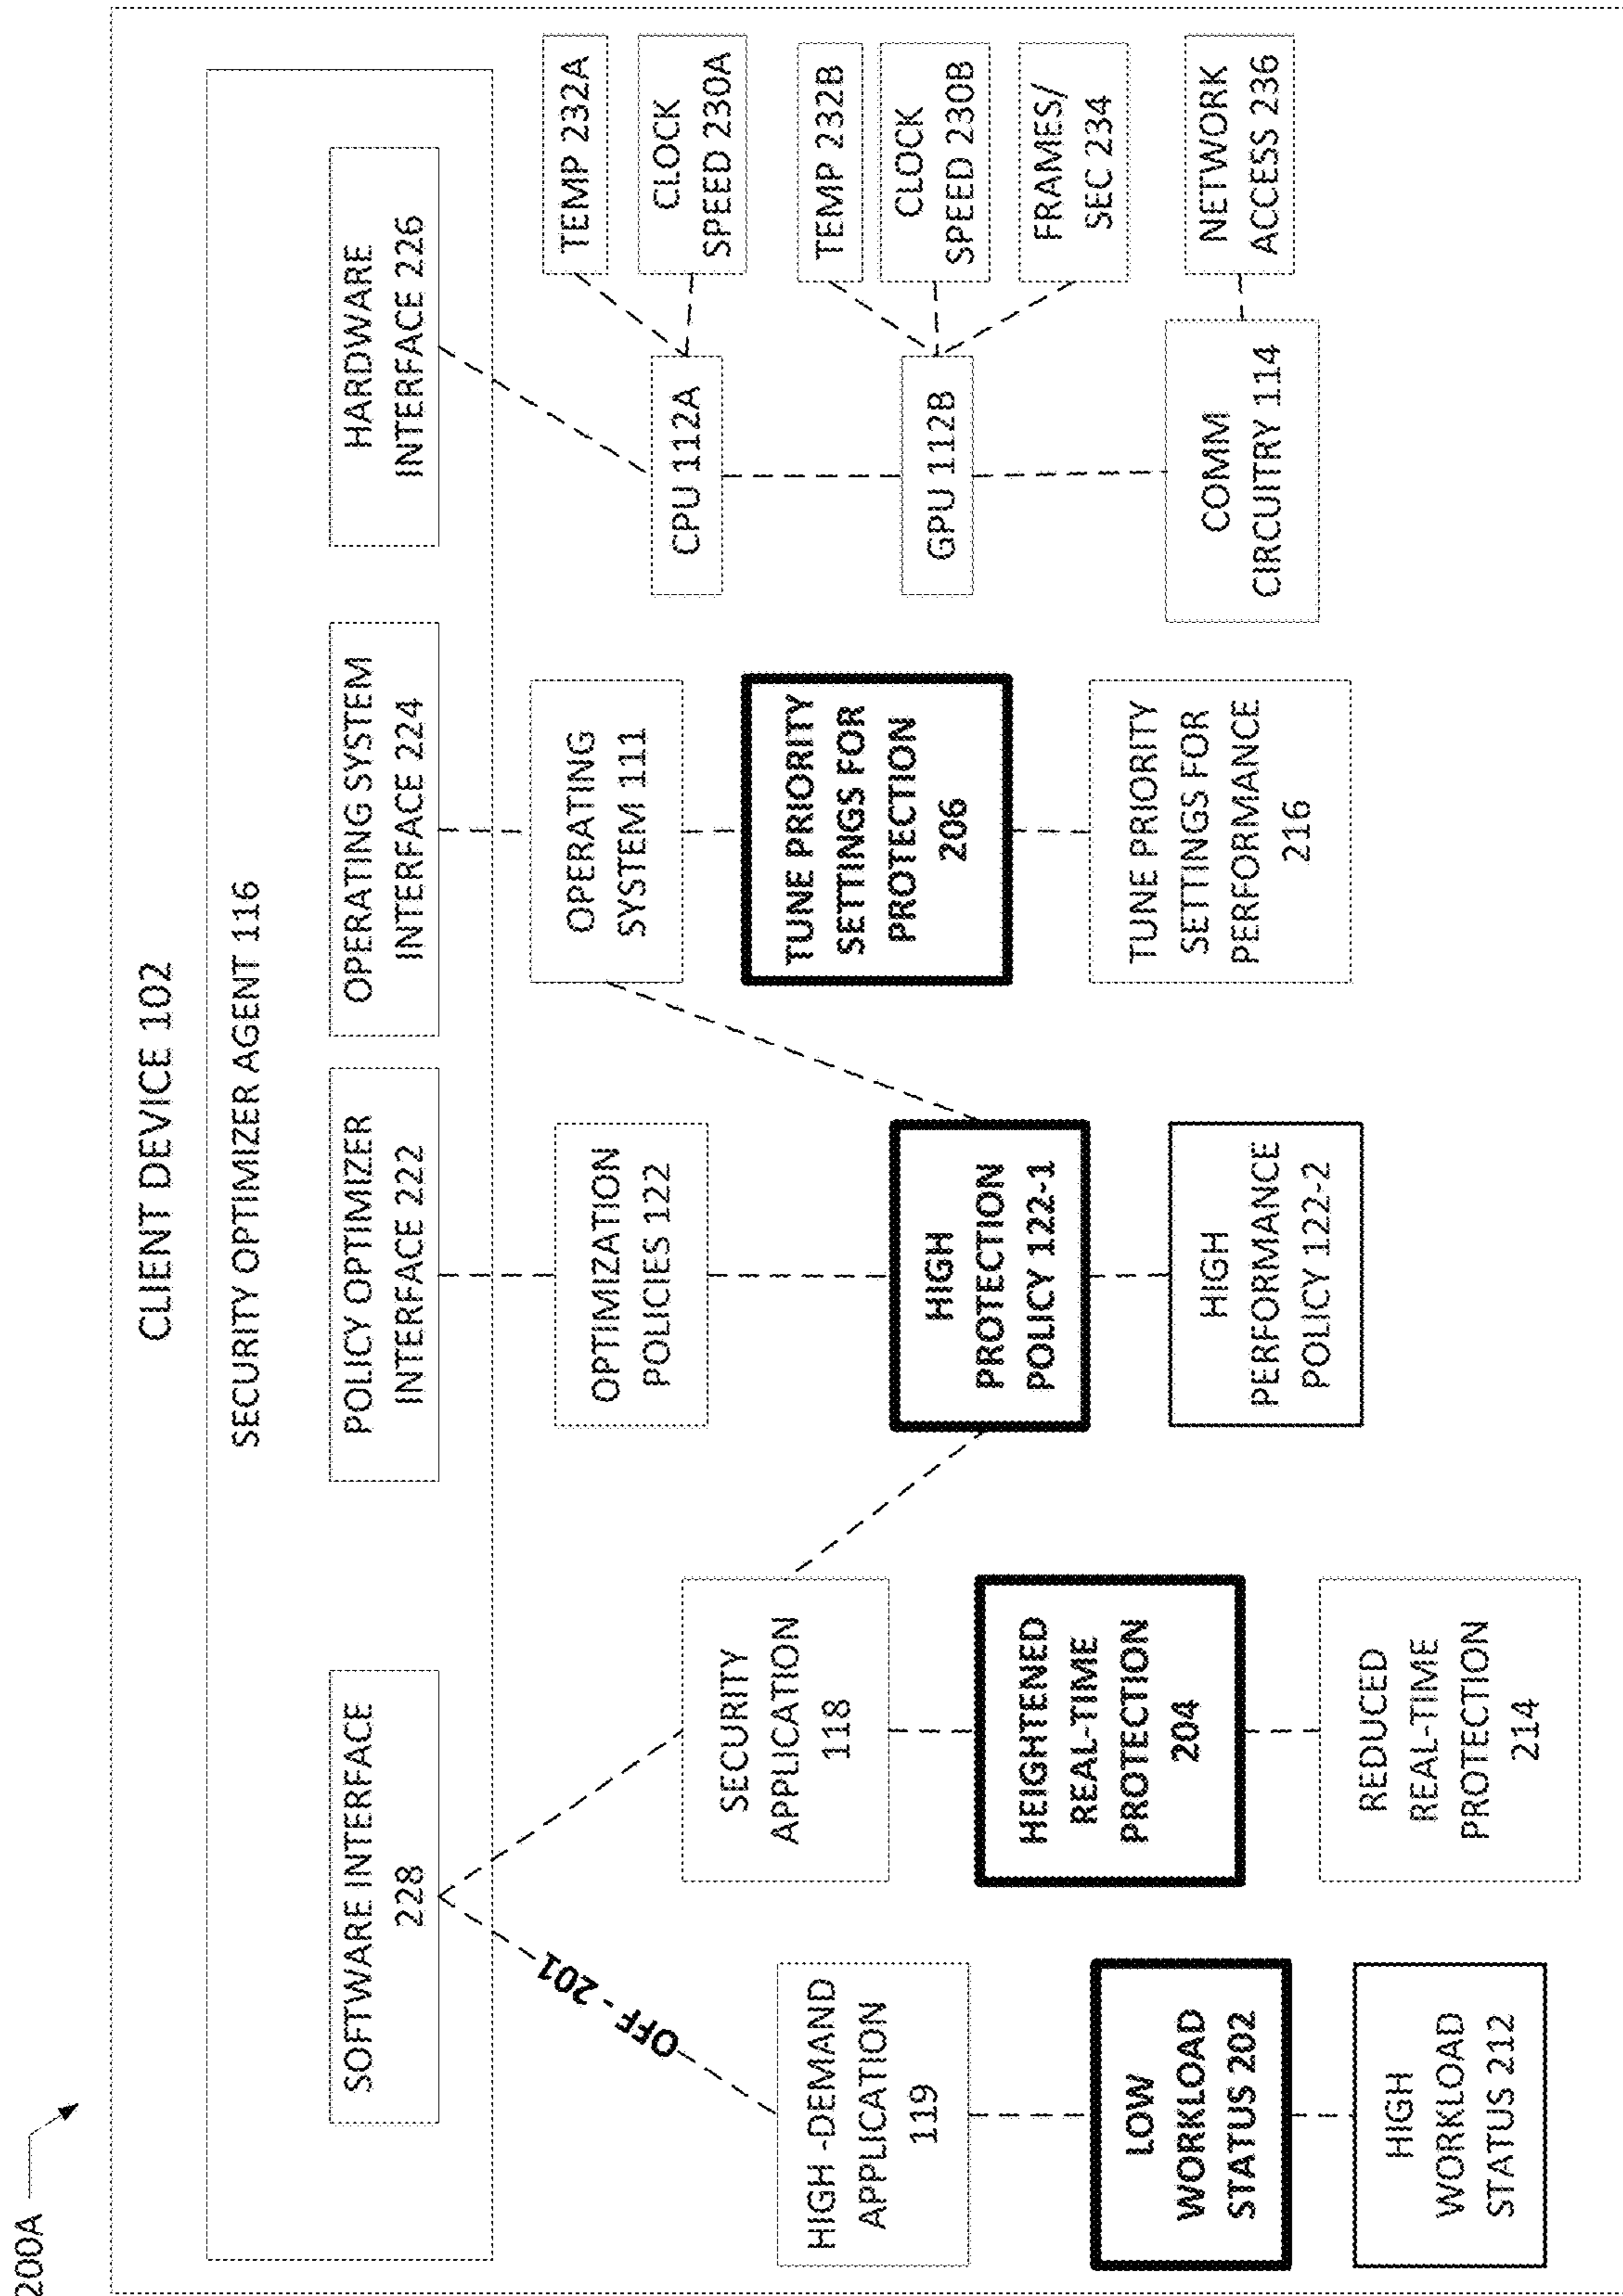 200A
CLIENT DEVICE 102
SECURITY OPTIMIZER AGENT 116
SOFTWARE INTERFACE
228
POLICY OPTIMIZER
INTERFACE 222
OPERATING SYSTEM
INTERFACE 224
HARDWARE
INTERFACE 226
OFF - 201
HIGH -DEMAND
APPLICATION
119
LOW
WORKLOAD
STATUS 202
HIGH
WORKLOAD
STATUS 212
SECURITY
APPLICATION
118
HEIGHTENED
REAL-TIME
PROTECTION
204
REDUCED
REAL-TIME
PROTECTION
214
OPTIMIZATION
POLICIES 122
HIGH
PROTECTION
POLICY 122-1
HIGH
PERFORMANCE
POLICY 122-2
OPERATING
SYSTEM 111
TUNE PRIORITY
SETTINGS FOR
PROTECTION
206
TUNE PRIORITY
SETTINGS FOR
PERFORMANCE
216
CPU 112A
GPU 112B
COMM
CIRCUITRY 114
TEMP 232A
CLOCK
SPEED 230A
TEMP 232B
CLOCK
SPEED 230B
FRAMES/
SEC 234
NETWORK
ACCESS 236